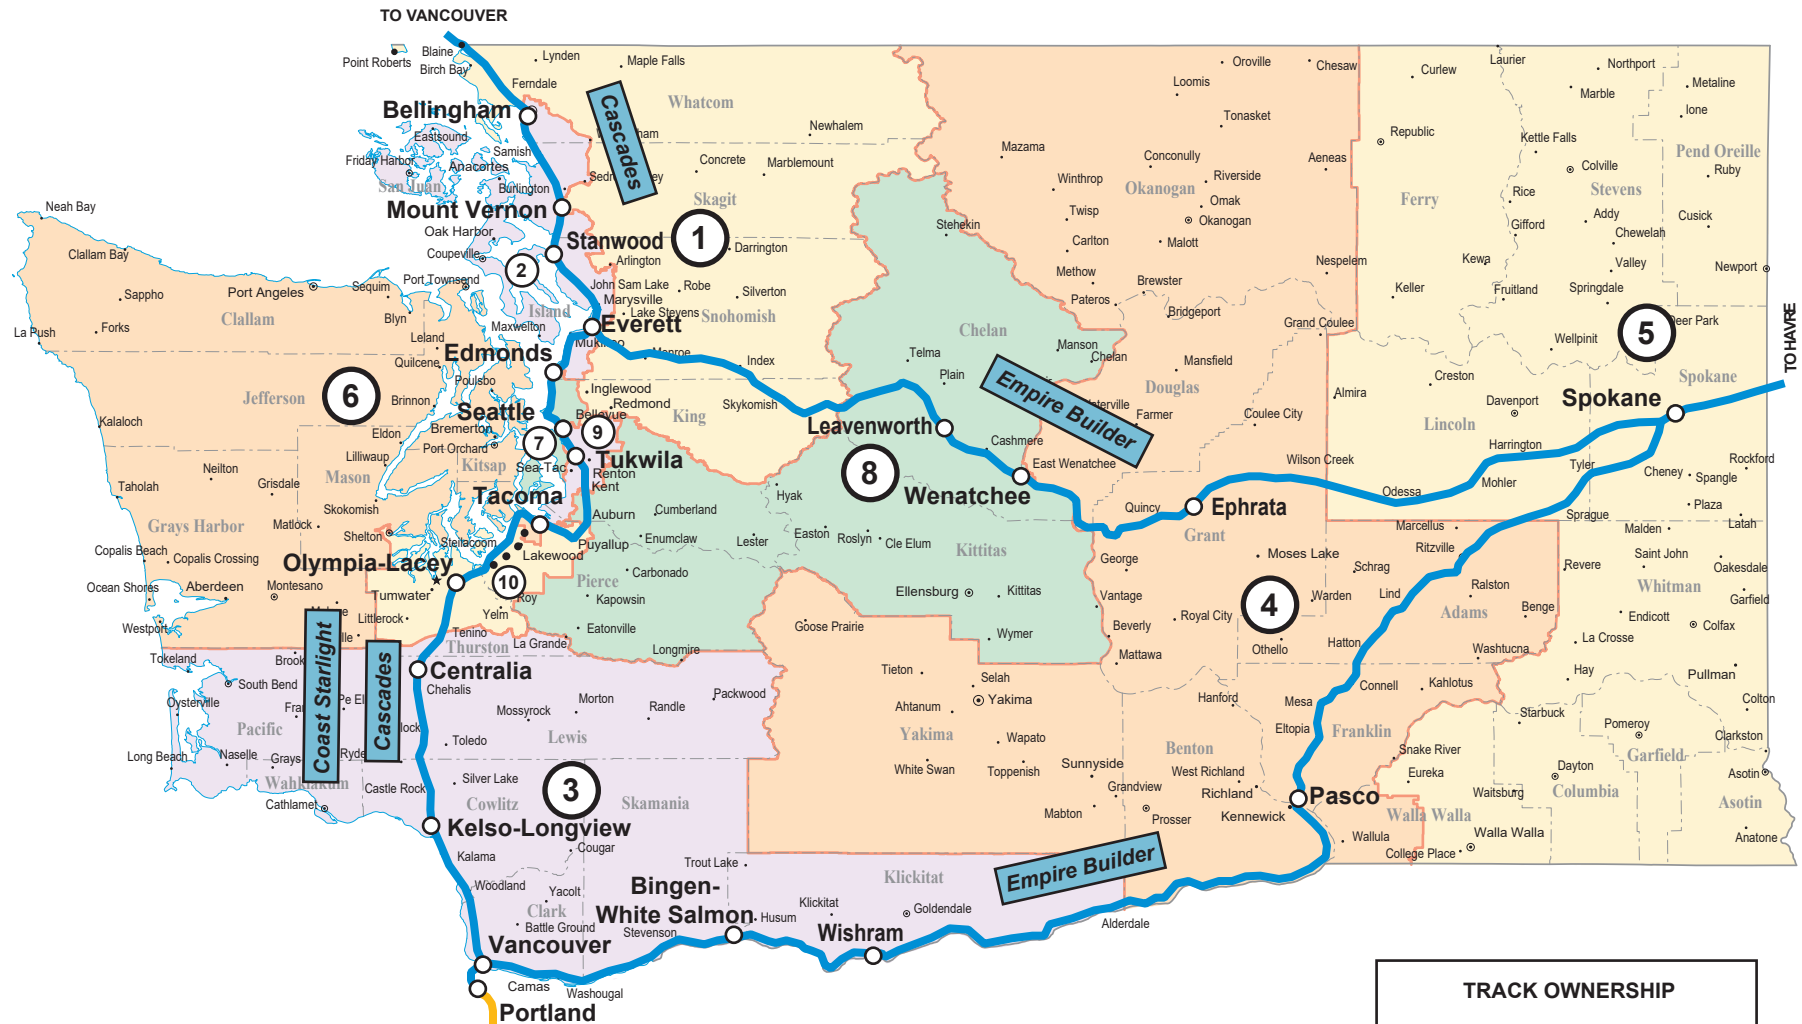 TO VANCOUVER
Blaine
Point Roberts
Birch Bay
Lynden
Maple Falls
Ferndale
Whatcom
Bellingham
Cascades
Newhalem
Eastsound
Friday Harbor
San Juan
Samish
Anacortes
Burlington
Concrete
Marblemount
Skagit
Mount Vernon
Oak Harbor
Coupeville
Stanwood
1
Darrington
Arlington
2
Port Townsend
John Sam Lake
Marysville
Robe
Silverton
Lake Stevens
Snohomish
Island
Maxwelton
Everett
Edmonds
Monroe
Index
Skykomish
Inglewood
Redmond
King
Seattle
Bellevue
7
9
Tukwila
Sea-Tac
Renton
Kent
Neah Bay
Clallam Bay
Sappho
Port Angeles
Sequim
Clallam
Blyn
La Push
Forks
Leland
Quilcene
Poulsbo
Jefferson
6
Brinnon
Kalaloch
Bremerton
Eldon
Port Orchard
Lilliwaup
Kitsap
Neilton
Mason
Taholah
Grisdale
Skokomish
Grays Harbor
Matlock
Shelton
Copalis Beach
Copalis Crossing
Ocean Shores
Aberdeen
Montesano
Westport
Tacoma
Auburn
Steilacoom
Lakewood
Puyallup
Olympia-Lacey
10
Roy
Tumwater
Yelm
Littlerock
Tenino
Thurston
La Grande
Cumberland
Enumclaw
Lester
Hyak
Carbonado
Pierce
Kapowsin
Eatonville
Longmire
Easton
Roslyn
Cle Elum
Kittitas
Ellensburg
Kittitas
Wymer
Coast Starlight
Cascades
Centralia
Chehalis
Tokeland
South Bend
Oysterville
Pacific
Long Beach
Naselle
Wahkiakum
Cathlamet
Mossyrock
Morton
Randle
Packwood
Toledo
Lewis
Silver Lake
Castle Rock
Cowlitz
3
Skamania
Kelso-Longview
Kalama
Cougar
Woodland
Yacolt
Clark
Battle Ground
Stevenson
Vancouver
Camas
Washougal
Portland
Trout Lake
Bingen-
White Salmon
Husum
Klickitat
Klickitat
Goldendale
Wishram
Empire Builder
Alderdale
Oroville
Chesaw
Loomis
Tonasket
Mazama
Conconully
Aeneas
Winthrop
Okanogan
Riverside
Omak
Okanogan
Twisp
Carlton
Malott
Stehekin
Methow
Brewster
Nespelem
Pateros
Bridgeport
Grand Coulee
Chelan
Telma
Manson
Chelan
Plain
Mansfield
Douglas
Empire Builder
Farmer
Coulee City
Leavenworth
Cashmere
East Wenatchee
8
Wenatchee
Wilson Creek
Quincy
Ephrata
Grant
George
Moses Lake
Schrag
Vantage
4
Warden
Royal City
Beverly
Othello
Mattawa
Hatton
Lind
Goose Prairie
Tieton
Selah
Ahtanum
Yakima
Yakima
Wapato
White Swan
Toppenish
Sunnyside
Grandview
Mabton
Prosser
Hanford
Benton
West Richland
Richland
Kennewick
Mesa
Eltopia
Connell
Kahlotus
Franklin
Pasco
Wallula
Snake River
Eureka
Walla Walla
Walla Walla
College Place
Laurier
Northport
Curlew
Marble
Metaline
Ione
Republic
Kettle Falls
Pend Oreille
Colville
Ruby
Ferry
Rice
Stevens
Addy
Gifford
Cusick
Chewelah
Kewa
Valley
Newport
Keller
Fruitland
Springdale
5
Deer Park
Wellpinit
TO HAVRE
Spokane
Creston
Almira
Davenport
Spokane
Lincoln
Harrington
Tyler
Rockford
Mohler
Cheney
Spangle
Odessa
Plaza
Sprague
Marcellus
Malden
Latah
Ritzville
Saint John
Revere
Oakesdale
Ralston
Whitman
Garfield
Adams
Benge
Endicott
Colfax
La Crosse
Washtucna
Hay
Pullman
Colton
Starbuck
Pomeroy
Clarkston
Garfield
Dayton
Asotin
Columbia
Waitsburg
Asotin
Anatone
TRACK OWNERSHIP